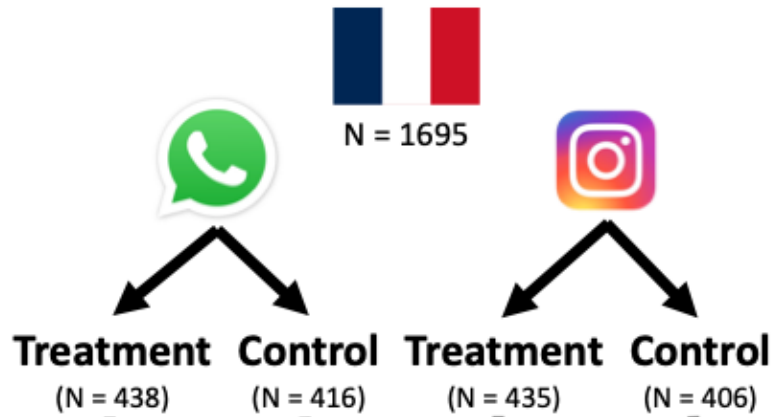 N = 1695
Treatment Control Treatment Control
(N = 438) (N = 416) (N = 435) (N = 406)